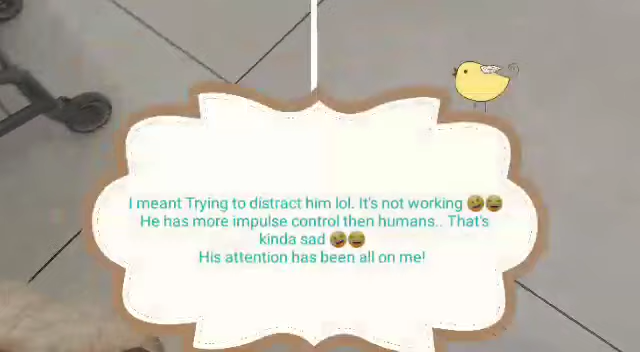 I meant Trying to distract him lol. It's not working 🤣😂
He has more impulse control then humans.. That's
kinda sad 🤣😂
His attention has been all on me!